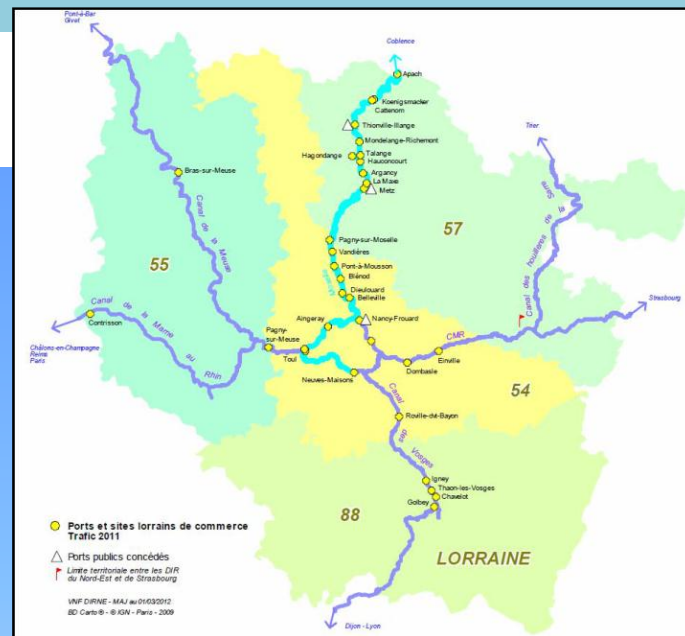 Pont-à-Bar
Givet
Coblence
Apach
Koenigsmacker
Cattenom
Thionville-Illange
Trier
Mondelange-Richemont
Hagondange
Talange
Hauconcourt
Bras-sur-Meuse
Argancy
La Maxe
Metz
Canal de la Meuse
Canal des houillères de la Sarre
57
Pagny-sur-Moselle
Vandières
55
Pont-à-Mousson
Moselle
Blénod
Dieulouard
Belleville
Strasbourg
Canal de la Marne au Rhin
Contrisson
Aingeray
Nancy-Frouard
CMR
Châlons-en-Champagne
Reims
Paris
Pagny-
sur-Meuse
Toul
Einville
Dombasle
Neuves-Maisons
54
Canal des Vosges
Roville-dvt-Bayon
Igney
Thaon-les-Vosges
Chavelot
Golbey
88
LORRAINE
Ports et sites lorrains de commerce
Trafic 2011
Ports publics concédés
Limite territoriale entre les DIR
du Nord-Est et de Strasbourg
VNF DIRNE - MAJ au 01/03/2012
BD Carto® - © IGN - Paris - 2009
Dijon - Lyon